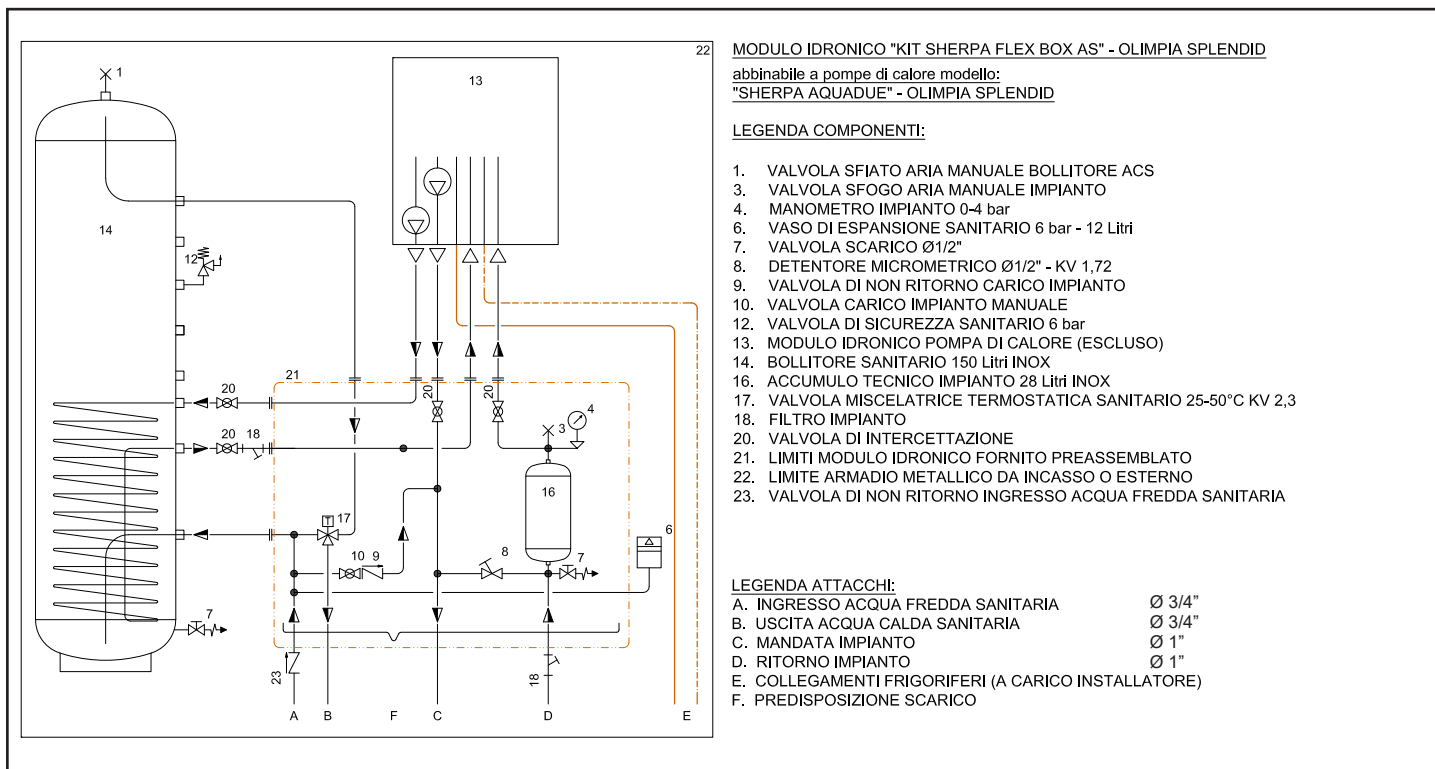 MODULO IDRONICO "KIT SHERPA FLEX BOX AS" - OLIMPIA SPLENDID
abbinabile a pompe di calore modello:
"SHERPA AQUADUE" - OLIMPIA SPLENDID
LEGENDA COMPONENTI:
1. VALVOLA SFIATO ARIA MANUALE BOLLITORE ACS
3. VALVOLA SFOGO ARIA MANUALE IMPIANTO
4. MANOMETRO IMPIANTO 0-4 bar
6. VASO DI ESPANSIONE SANITARIO 6 bar - 12 Litri
7. VALVOLA SCARICO Ø1/2"
8. DETENTORE MICROMETRICO Ø1/2" - KV 1,72
9. VALVOLA DI NON RITORNO CARICO IMPIANTO
10. VALVOLA CARICO IMPIANTO MANUALE
12. VALVOLA DI SICUREZZA SANITARIO 6 bar
13. MODULO IDRONICO POMPA DI CALORE (ESCLUSO)
14. BOLLITORE SANITARIO 150 Litri INOX
16. ACCUMULO TECNICO IMPIANTO 28 Litri INOX
17. VALVOLA MISCELATRICE TERMOSTATICA SANITARIO 25-50°C KV 2,3
18. FILTRO IMPIANTO
20. VALVOLA DI INTERCETTAZIONE
21. LIMITI MODULO IDRONICO FORNITO PREASSEMBLATO
22. LIMITE ARMADIO METALLICO DA INCASSO O ESTERNO
23. VALVOLA DI NON RITORNO INGRESSO ACQUA FREDDA SANITARIA
LEGENDA ATTACCHI:
A. INGRESSO ACQUA FREDDA SANITARIA Ø 3/4"
B. USCITA ACQUA CALDA SANITARIA Ø 3/4"
C. MANDATA IMPIANTO Ø 1"
D. RITORNO IMPIANTO Ø 1"
E. COLLEGAMENTI FRIGORIFERI (A CARICO INSTALLATORE)
F. PREDISPOSIZIONE SCARICO
22
1
13
14
12
21
20
20
20
4
3
20
18
16
T
17
6
10
9
8
7
7
23
18
A
B
F
C
D
E